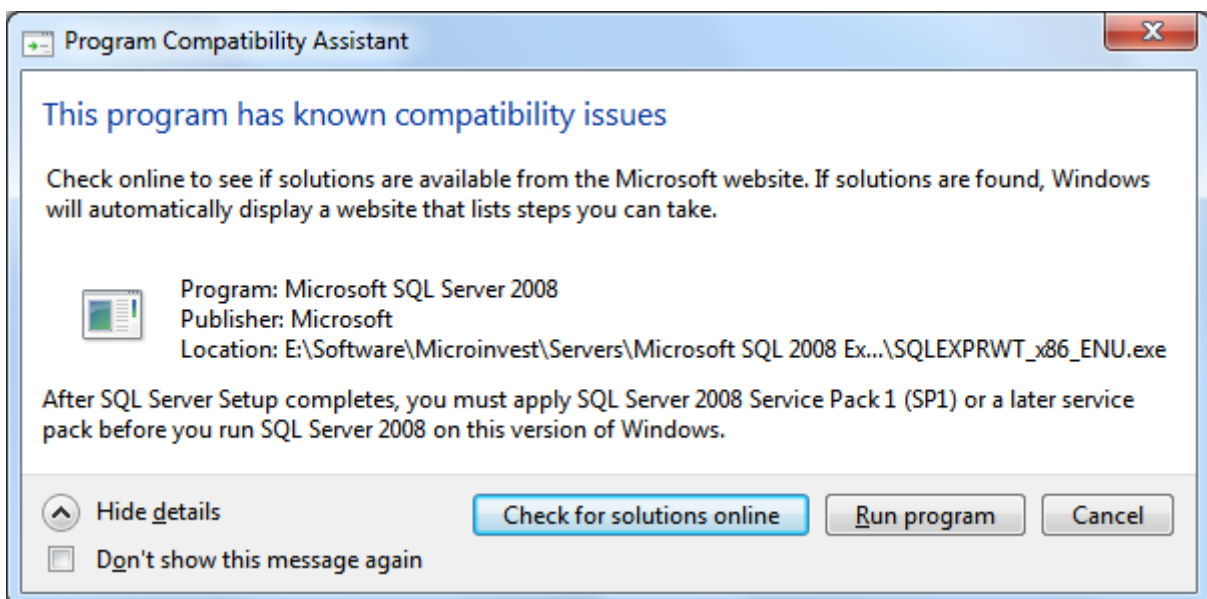 Program Compatibility Assistant
This program has known compatibility issues
Check online to see if solutions are available from the Microsoft website. If solutions are found, Windows
will automatically display a website that lists steps you can take.
Program: Microsoft SQL Server 2008
Publisher: Microsoft
Location: E:\Software\Microinvest\Servers\Microsoft SQL 2008 Ex...\SQLEXPRWT_x86_ENU.exe
After SQL Server Setup completes, you must apply SQL Server 2008 Service Pack 1 (SP1) or a later service
pack before you run SQL Server 2008 on this version of Windows.
Hide details
Check for solutions online
Run program
Cancel
Don't show this message again